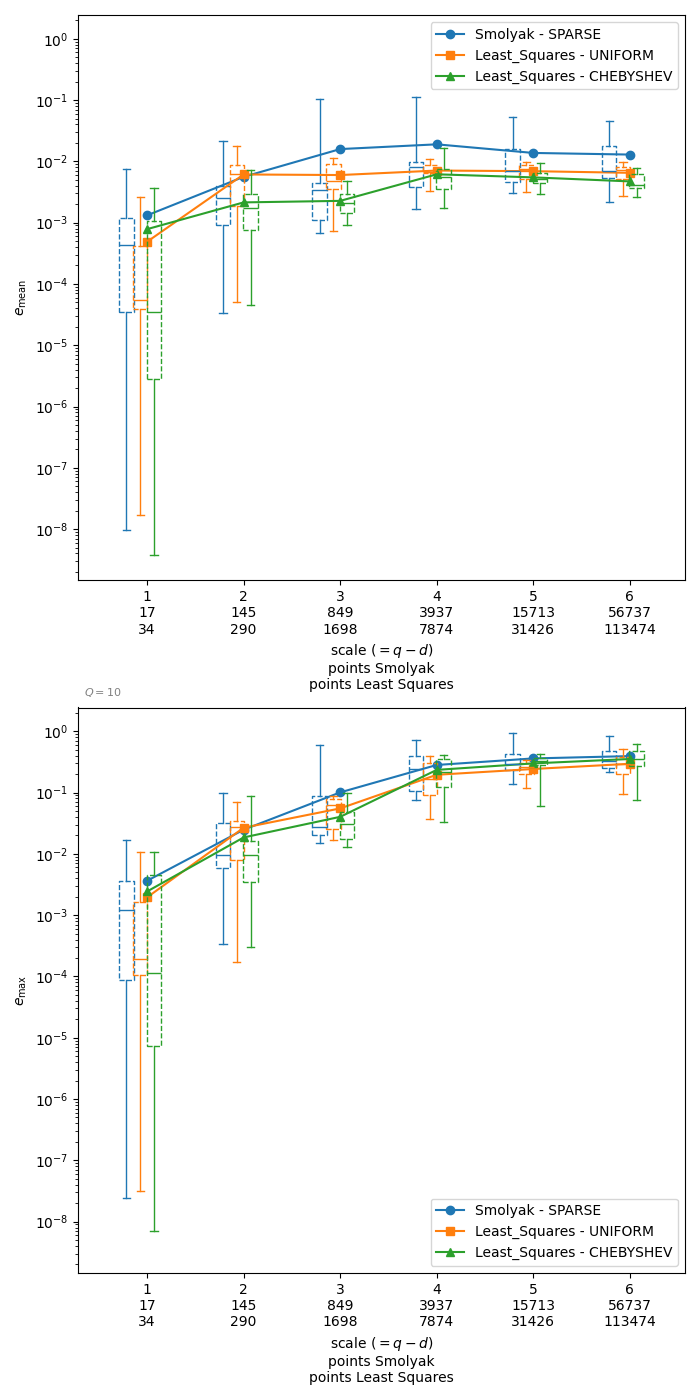 Smolyak - SPARSE
Least_Squares - UNIFORM
Least_Squares - CHEBYSHEV
10⁰
10⁻¹
10⁻²
10⁻³
10⁻⁴
10⁻⁵
10⁻⁶
10⁻⁷
10⁻⁸
e_mean
1 2 3 4 5 6
17 145 849 3937 15713 56737
34 290 1698 7874 31426 113474
scale (= q − d)
points Smolyak
points Least Squares
Q = 10
10⁰
10⁻¹
10⁻²
10⁻³
10⁻⁴
10⁻⁵
10⁻⁶
10⁻⁷
10⁻⁸
e_max
Smolyak - SPARSE
Least_Squares - UNIFORM
Least_Squares - CHEBYSHEV
1 2 3 4 5 6
17 145 849 3937 15713 56737
34 290 1698 7874 31426 113474
scale (= q − d)
points Smolyak
points Least Squares